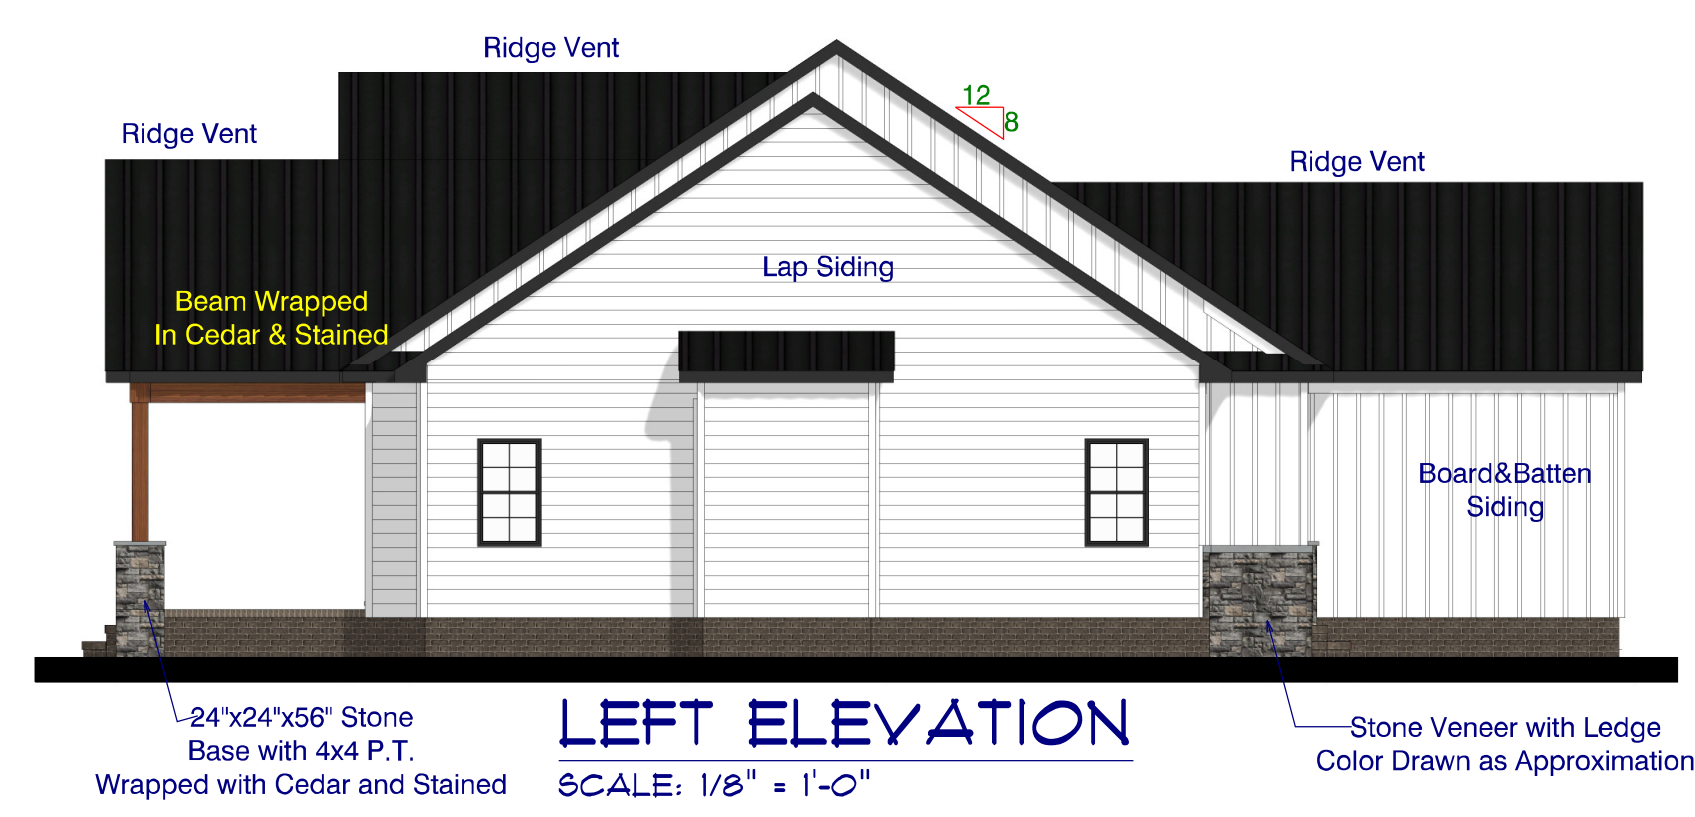 Ridge Vent
12
8
Ridge Vent
Ridge Vent
Lap Siding
Beam Wrapped
In Cedar & Stained
Board&Batten
Siding
24"x24"x56" Stone
Base with 4x4 P.T.
Wrapped with Cedar and Stained
LEFT ELEVATION
SCALE: 1/8" = 1'-0"
Stone Veneer with Ledge
Color Drawn as Approximation